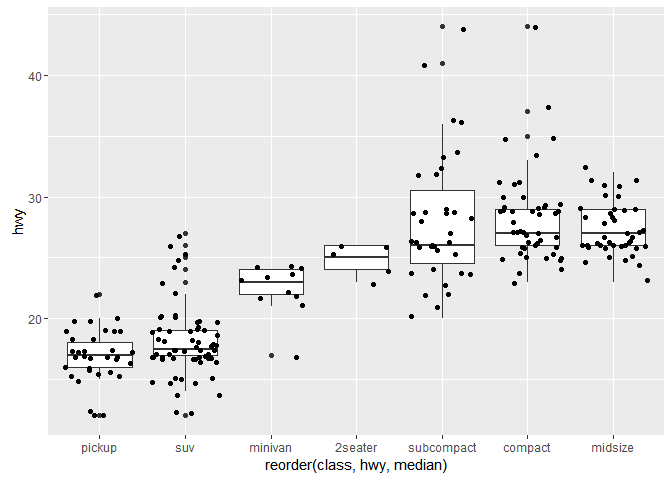 40
30
20
hwy
pickup suv minivan 2seater subcompact compact midsize
reorder(class, hwy, median)